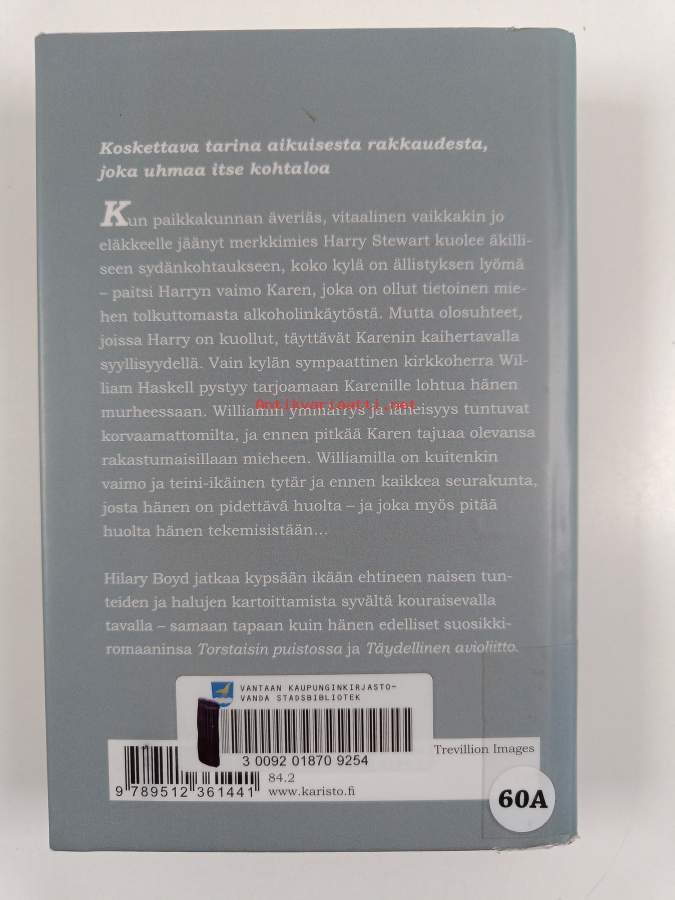 Koskettava tarina aikuisesta rakkaudesta,
joka uhmaa itse kohtaloa
Kun paikkakunnan äveriäs, vitaalinen vaikkakin jo
eläkkeelle jäänyt merkkimies Harry Stewart kuolee äkilli-
seen sydänkohtaukseen, koko kylä on ällistyksen lyömä
– paitsi Harryn vaimo Karen, joka on ollut tietoinen mie-
hen tolkuttomasta alkoholinkäytöstä. Mutta olosuhteet,
joissa Harry on kuollut, täyttävät Karenin kaihertavalla
syyllisyydellä. Vain kylän sympaattinen kirkkoherra Wil-
liam Haskell pystyy tarjoamaan Karenille lohtua hänen
murheessaan. Williamin ymmärrys ja läheisyys tuntuvat
Antikvariaatti.net
korvaamattomilta, ja ennen pitkää Karen tajuaa olevansa
rakastumaisillaan mieheen. Williamilla on kuitenkin
vaimo ja teini-ikäinen tytär ja ennen kaikkea seurakunta,
josta hänen on pidettävä huolta – ja joka myös pitää
huolta hänen tekemisistään...
Hilary Boyd jatkaa kypsään ikään ehtineen naisen tun-
teiden ja halujen kartoittamista syvältä kouraisevalla
tavalla – samaan tapaan kuin hänen edelliset suosikki-
romaaninsa Torstaisin puistossa ja Täydellinen avioliitto.
VANTAAN KAUPUNGINKIRJASTO-
VANDA STADSBIBLIOTEK
3 0092 01870 9254
Trevillion Images
84.2
9 789512 361441
www.karisto.fi
60A